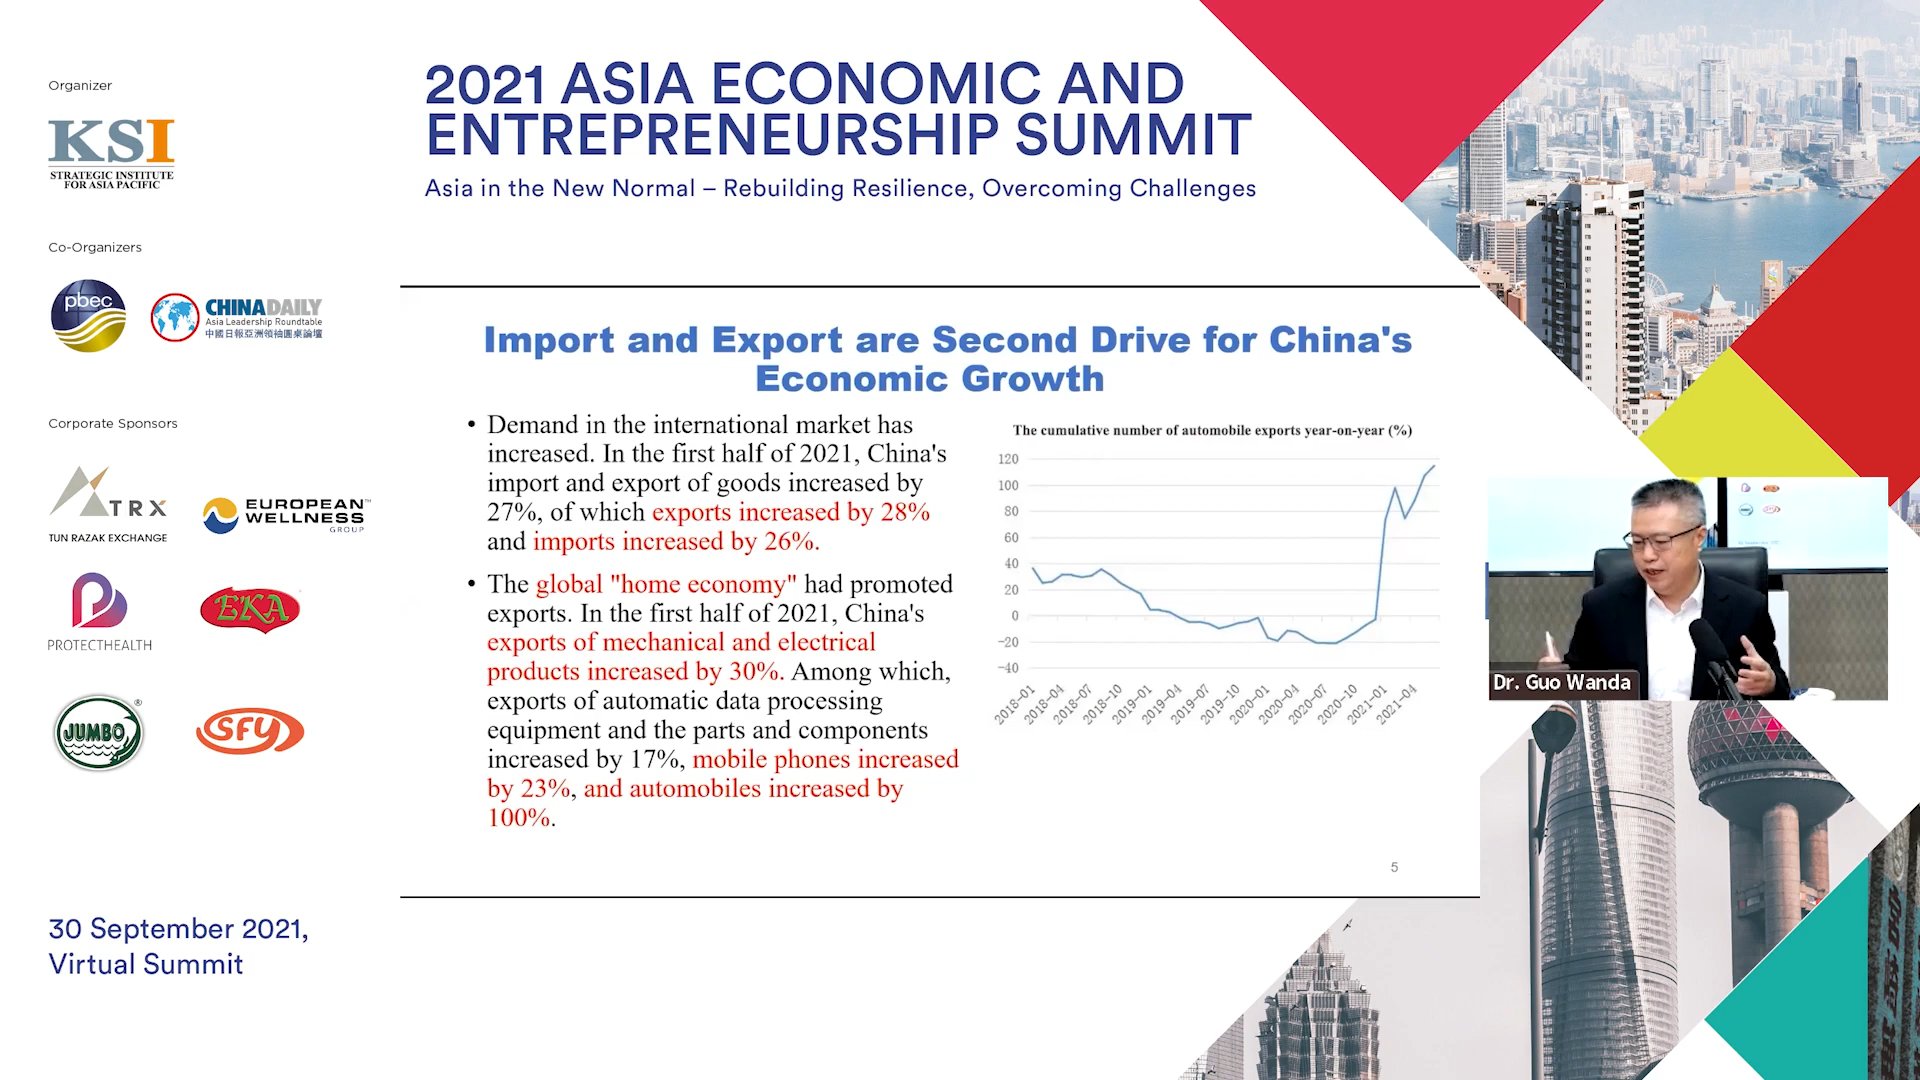 Organizer
KSI
STRATEGIC INSTITUTE
FOR ASIA PACIFIC
Co-Organizers
pbec
CHINADAILY
Asia Leadership Roundtable
中國日報亞洲領袖圓桌論壇
Corporate Sponsors
TRX
TUN RAZAK EXCHANGE
EUROPEAN™
WELLNESS
GROUP
PROTECTHEALTH
EKA
JUMBO®
SFY
30 September 2021,
Virtual Summit
2021 ASIA ECONOMIC AND
ENTREPRENEURSHIP SUMMIT
Asia in the New Normal – Rebuilding Resilience, Overcoming Challenges
Import and Export are Second Drive for China's
Economic Growth
• Demand in the international market has
increased. In the first half of 2021, China's
import and export of goods increased by
27%, of which exports increased by 28%
and imports increased by 26%.
• The global "home economy" had promoted
exports. In the first half of 2021, China's
exports of mechanical and electrical
products increased by 30%. Among which,
exports of automatic data processing
equipment and the parts and components
increased by 17%, mobile phones increased
by 23%, and automobiles increased by
100%.
The cumulative number of automobile exports year-on-year (%)
120
100
80
60
40
20
0
-20
-40
2018-01
2018-04
2018-07
2018-10
2019-01
2019-04
2019-07
2019-10
2020-01
2020-04
2020-07
2020-10
2021-01
2021-04
5
Dr. Guo Wanda